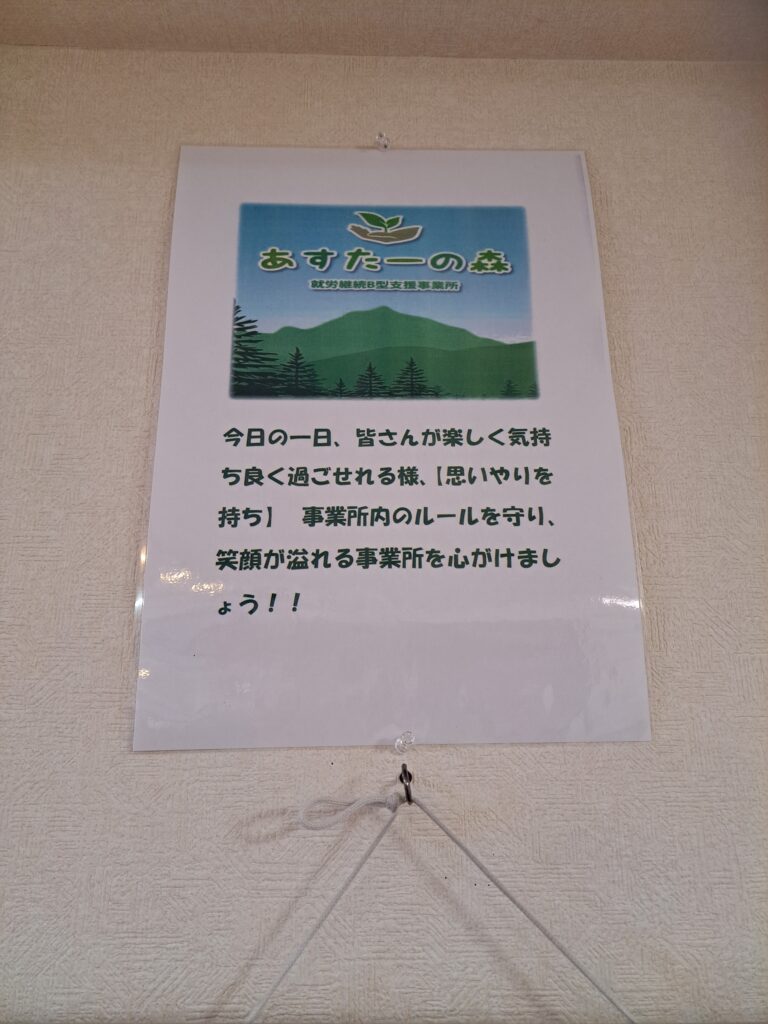 あすたーの森
就労継続B型支援事業所
今日の一日、皆さんが楽しく気持
ち良く過ごせれる様、【思いやりを
持ち】　事業所内のルールを守り、
笑顔が溢れる事業所を心がけまし
ょう！！